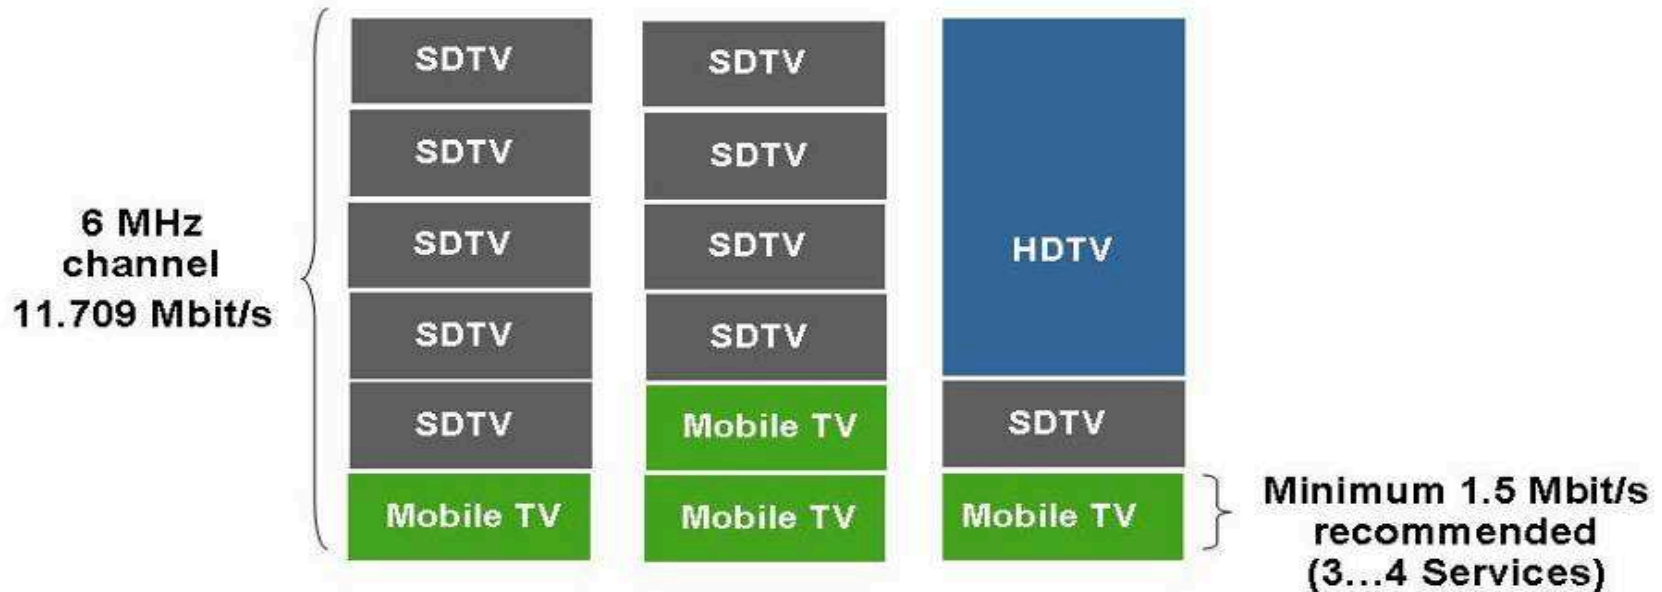 6 MHz
channel
11.709 Mbit/s
SDTV
SDTV
SDTV
SDTV
SDTV
Mobile TV
SDTV
SDTV
SDTV
SDTV
Mobile TV
Mobile TV
HDTV
SDTV
Mobile TV
Minimum 1.5 Mbit/s
recommended
(3...4 Services)